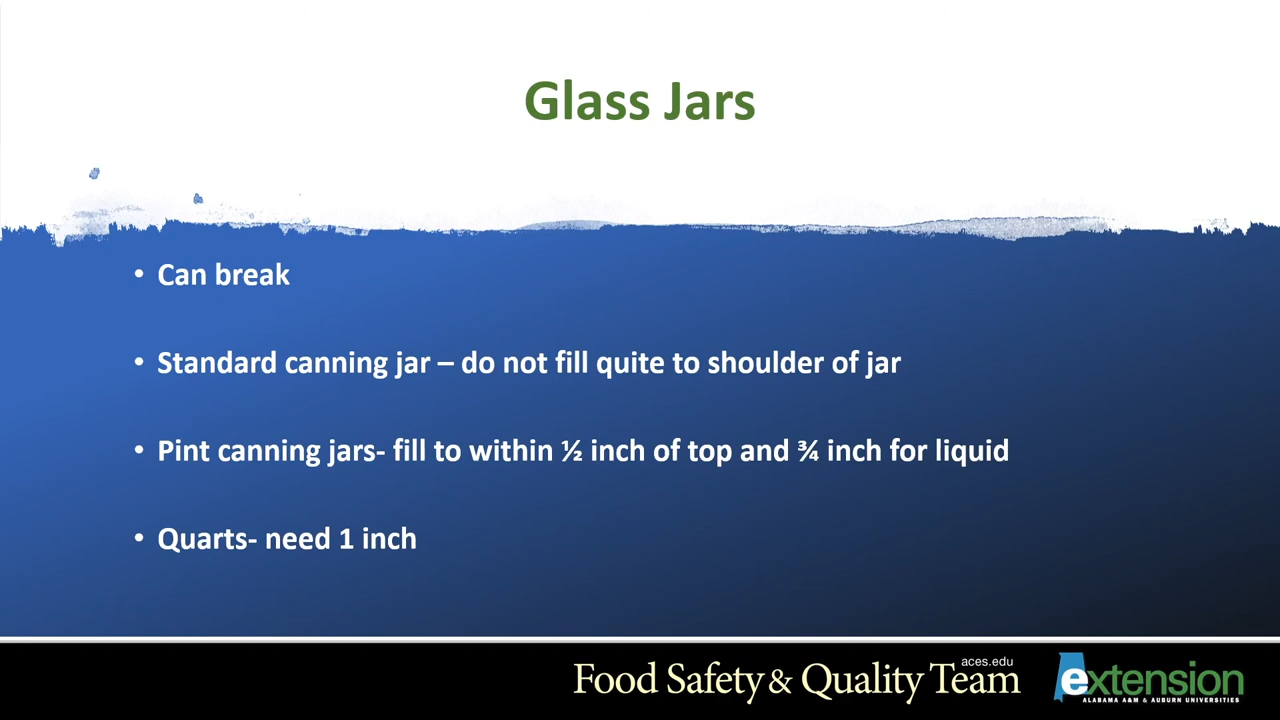 Glass Jars
• Can break
• Standard canning jar – do not fill quite to shoulder of jar
• Pint canning jars- fill to within ½ inch of top and ¾ inch for liquid
• Quarts- need 1 inch
aces.edu
Food Safety & Quality Team
extension
ALABAMA A&M & AUBURN UNIVERSITIES